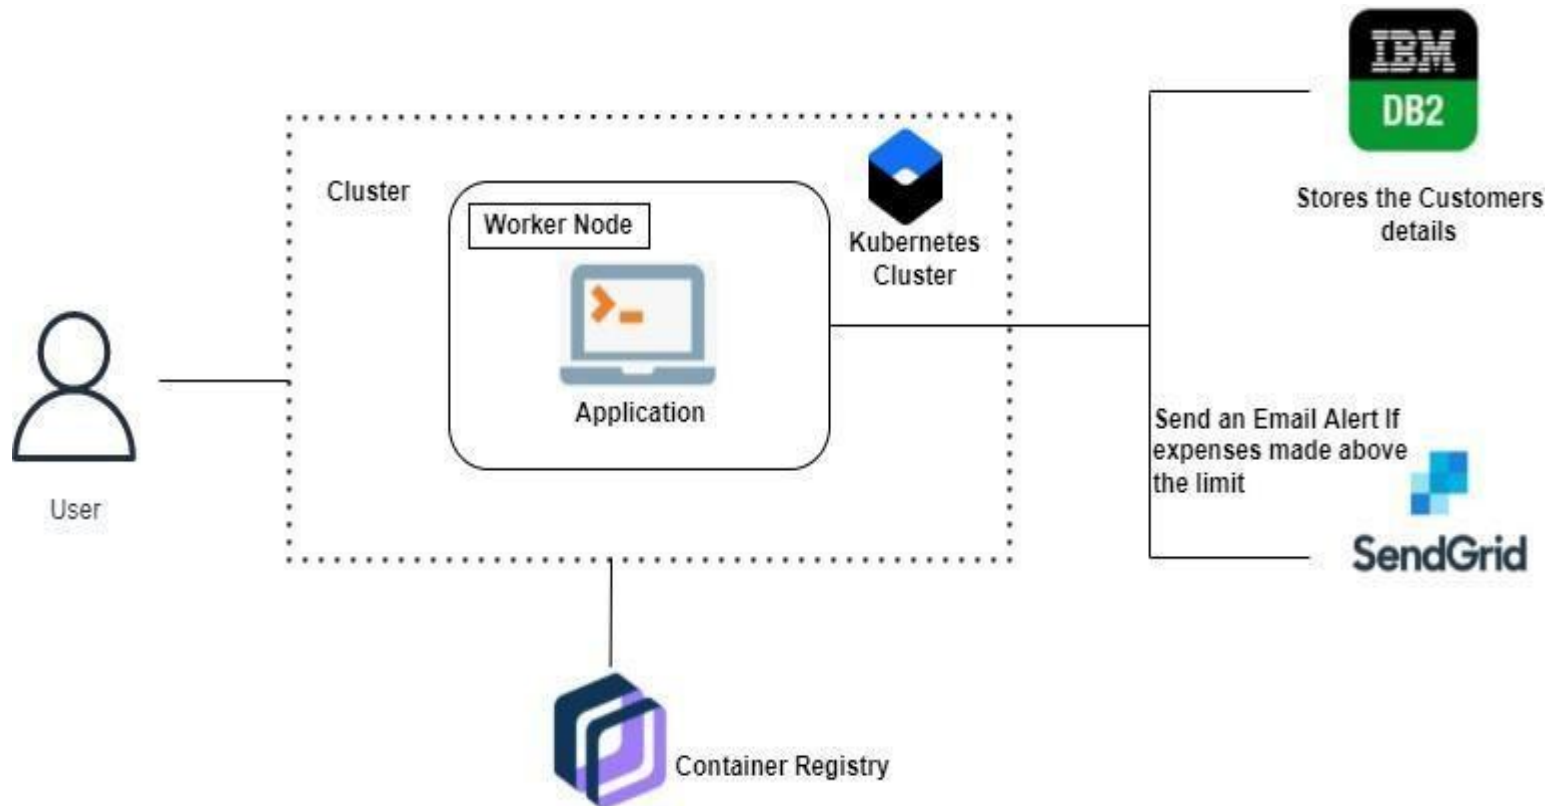 IBM
DB2
Stores the Customers
details
Cluster
Worker Node
Kubernetes
Cluster
Application
User
Send an Email Alert If
expenses made above
the limit
SendGrid
Container Registry